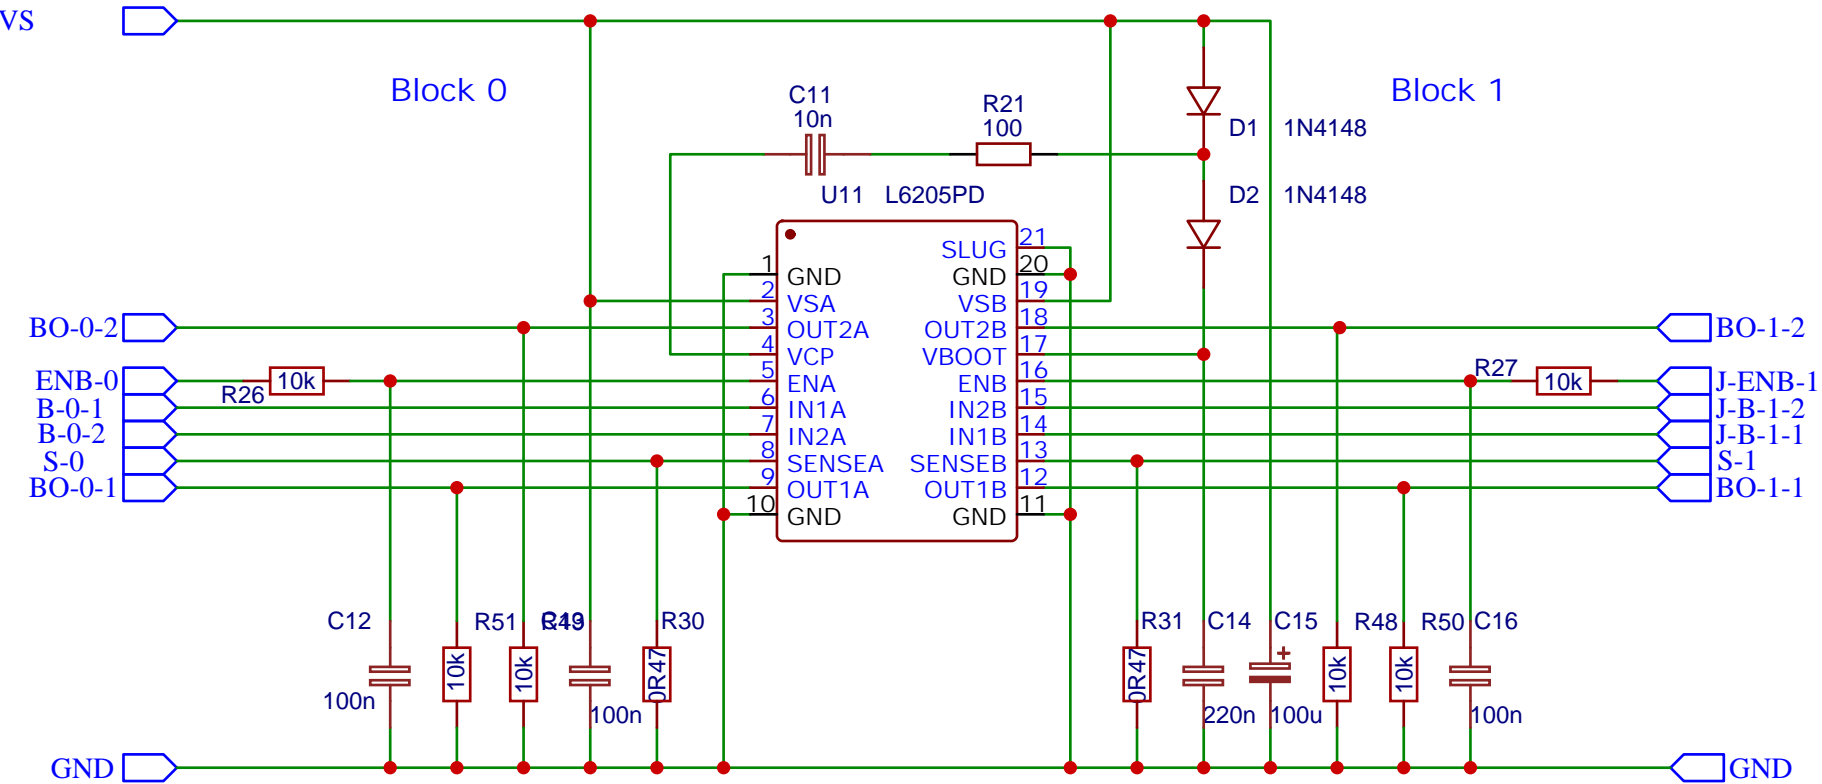 VS
Block 0
Block 1
C11
10n
R21
100
D1 1N4148
D2 1N4148
U11 L6205PD
SLUG 21
1 GND
GND 20
2 VSA
VSB 19
BO-0-2
3 OUT2A
OUT2B 18
BO-1-2
4 VCP
VBOOT 17
ENB-0
R26
10k
5 ENA
ENB 16
R27
10k
J-ENB-1
B-0-1
6 IN1A
IN2B 15
J-B-1-2
B-0-2
7 IN2A
IN1B 14
J-B-1-1
S-0
8 SENSEA
SENSEB 13
S-1
BO-0-1
9 OUT1A
OUT1B 12
BO-1-1
10 GND
GND 11
C12
R51
R30
R31
C14
C15
R48
R50
C16
+
10k
10k
0R47
0R47
10k
10k
100n
100n
220n
100u
100n
GND
GND